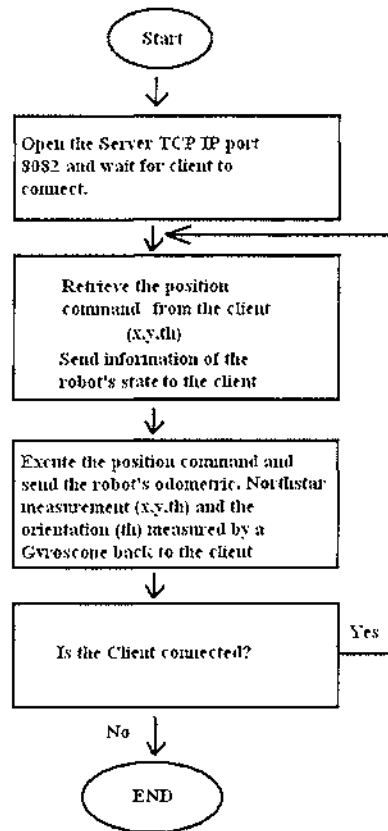 Start
Open the Server TCP IP port
8082 and wait for client to
connect.
Retrieve the position
command from the client
(x,y,th)
Send information of the
robot's state to the client
Excute the position command and
send the robot's odometric, Northstar
measurement (x,y,th) and the
orientation (th) measured by a
Gyroscope back to the client
Is the Client connected?
Yes
No
END